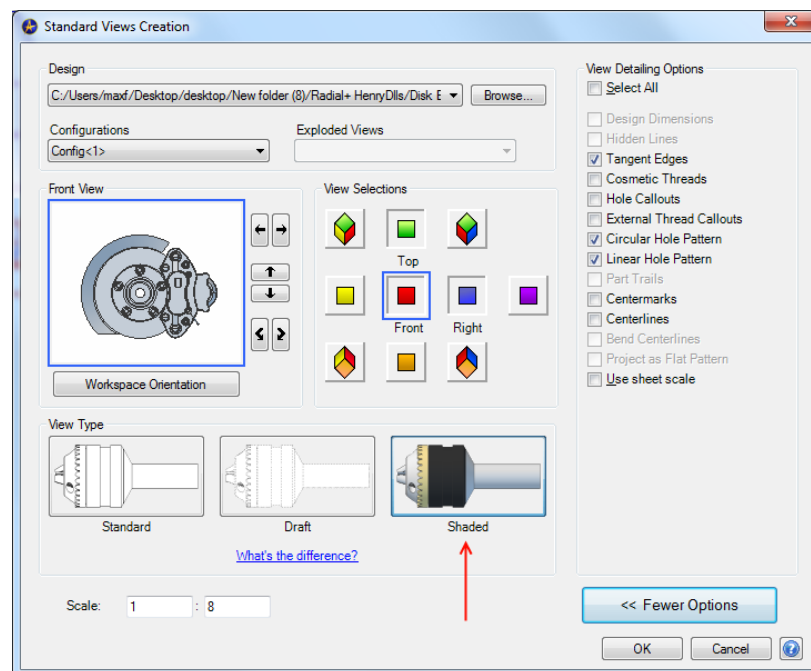 Standard Views Creation
Design
C:/Users/maxf/Desktop/desktop/New folder (8)/Radial+ HenryDlls/Disk E
Browse...
Configurations
Exploded Views
Config<1>
Front View
Workspace Orientation
View Selections
Top
Front
Right
View Type
Standard
Draft
Shaded
What's the difference?
Scale:
1
:
8
View Detailing Options
Select All
Design Dimensions
Hidden Lines
Tangent Edges
Cosmetic Threads
Hole Callouts
External Thread Callouts
Circular Hole Pattern
Linear Hole Pattern
Part Trails
Centermarks
Centerlines
Bend Centerlines
Project as Flat Pattern
Use sheet scale
<< Fewer Options
OK
Cancel
?